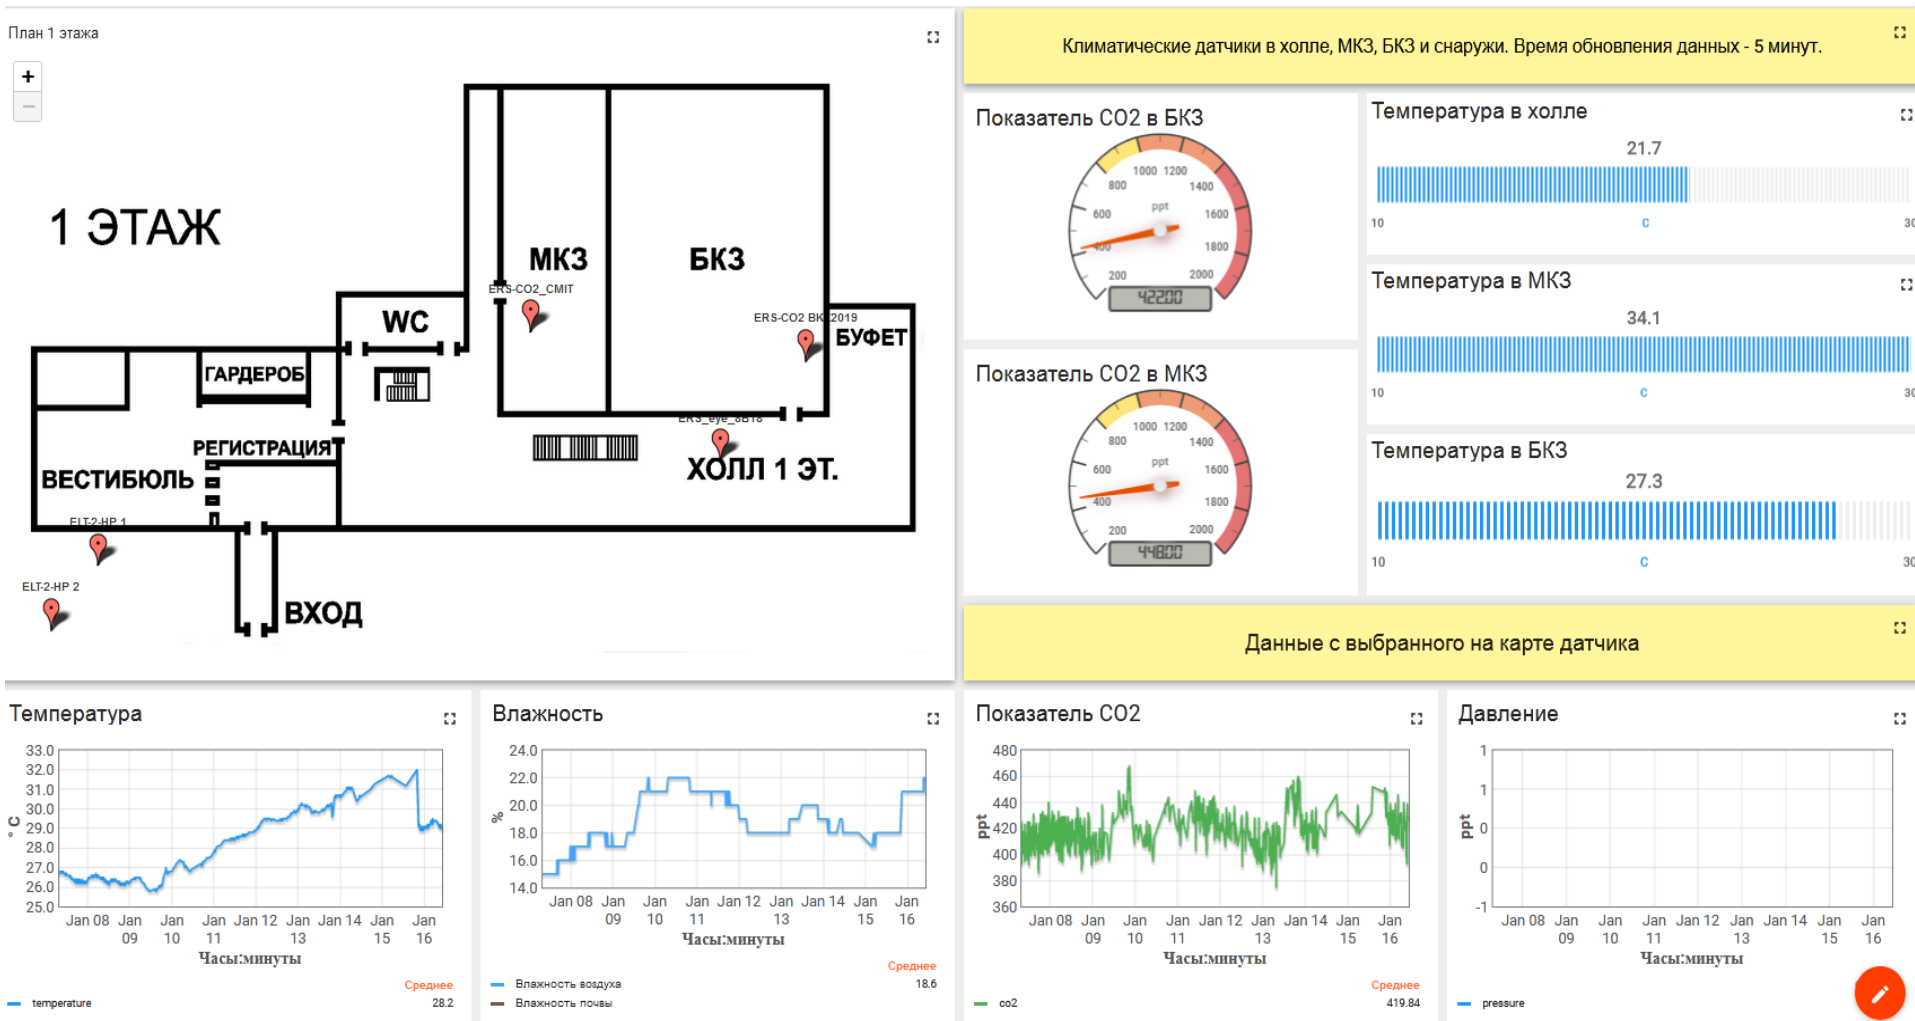 План 1 этажа
+
−
1 ЭТАЖ
МКЗ
БКЗ
ERS-CO2_CMIT
ERS-CO2 BK 2019
WC
БУФЕТ
ГАРДЕРОБ
ERS_eye_8B18
РЕГИСТРАЦИЯ
ВЕСТИБЮЛЬ
ХОЛЛ 1 ЭТ.
ELT-2-HP 1
ELT-2-HP 2
ВХОД
Климатические датчики в холле, МКЗ, БКЗ и снаружи. Время обновления данных - 5 минут.
Показатель CO2 в БКЗ
200 400 600 800 1000 1200 1400 1600 1800 2000
ppt
422.00
Показатель CO2 в МКЗ
200 400 600 800 1000 1200 1400 1600 1800 2000
ppt
448.00
Температура в холле
21.7
10 C 30
Температура в МКЗ
34.1
10 C 30
Температура в БКЗ
27.3
10 C 30
Данные с выбранного на карте датчика
Температура
33.0
32.0
31.0
30.0
29.0
28.0
27.0
26.0
25.0
° C
Jan 08 Jan 09 Jan 10 Jan 11 Jan 12 Jan 13 Jan 14 Jan 15 Jan 16
Часы:минуты
Среднее
temperature 28.2
Влажность
24.0
22.0
20.0
18.0
16.0
14.0
%
Jan 08 Jan 09 Jan 10 Jan 11 Jan 12 Jan 13 Jan 14 Jan 15 Jan 16
Часы:минуты
Среднее
Влажность воздуха 18.6
Влажность почвы
Показатель CO2
480
460
440
420
400
380
360
ppt
Jan 08 Jan 09 Jan 10 Jan 11 Jan 12 Jan 13 Jan 14 Jan 15 Jan 16
Часы:минуты
Среднее
co2 419.84
Давление
1
1
0
0
-1
ppt
Jan 08 Jan 09 Jan 10 Jan 11 Jan 12 Jan 13 Jan 14 Jan 15 Jan 16
Часы:минуты
pressure